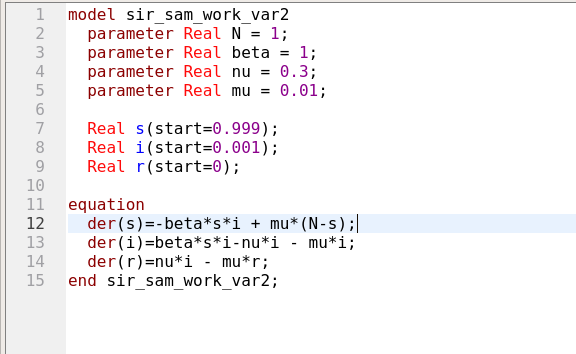 1 model sir_sam_work_var2
2   parameter Real N = 1;
3   parameter Real beta = 1;
4   parameter Real nu = 0.3;
5   parameter Real mu = 0.01;
6
7   Real s(start=0.999);
8   Real i(start=0.001);
9   Real r(start=0);
10
11 equation
12   der(s)=-beta*s*i + mu*(N-s);
13   der(i)=beta*s*i-nu*i - mu*i;
14   der(r)=nu*i - mu*r;
15 end sir_sam_work_var2;